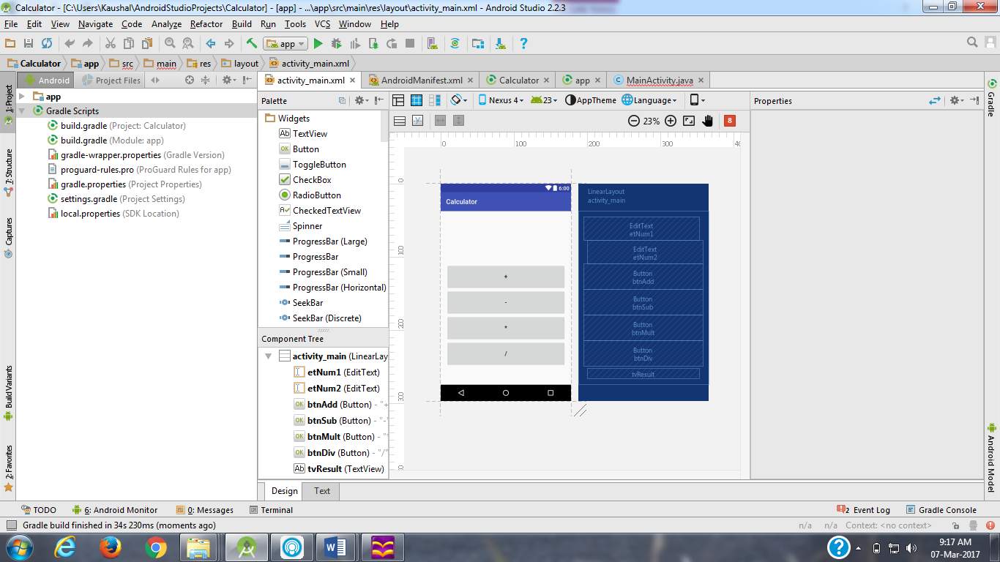 Calculator - [C:\Users\Kaushal\AndroidStudioProjects\Calculator] - [app] - ...\app\src\main\res\layout\activity_main.xml - Android Studio 2.2.3
File Edit View Navigate Code Analyze Refactor Build Run Tools VCS Window Help
app
Calculator app src main res layout activity_main.xml
Android Project Files
activity_main.xml AndroidManifest.xml Calculator app MainActivity.java
1: Project
7: Structure
Captures
Build Variants
2: Favorites
app
Gradle Scripts
build.gradle (Project: Calculator)
build.gradle (Module: app)
gradle-wrapper.properties (Gradle Version)
proguard-rules.pro (ProGuard Rules for app)
gradle.properties (Project Properties)
settings.gradle (Project Settings)
local.properties (SDK Location)
Palette
Widgets
Ab TextView
OK Button
ToggleButton
CheckBox
RadioButton
CheckedTextView
Spinner
ProgressBar (Large)
ProgressBar
ProgressBar (Small)
ProgressBar (Horizontal)
SeekBar
SeekBar (Discrete)
Component Tree
activity_main (LinearLay
etNum1 (EditText)
etNum2 (EditText)
OK btnAdd (Button) - "+
OK btnSub (Button) - "-"
OK btnMult (Button) - "*
OK btnDiv (Button) - "/"
Ab tvResult (TextView)
Nexus 4 23 AppTheme Language
23% 8
0 100 200 300 40
0
100
200
300
6:00
Calculator
+
-
*
/
LinearLayout
activity_main
EditText
etNum1
EditText
etNum2
Button
btnAdd
Button
btnSub
Button
btnMult
Button
btnDiv
tvResult
Properties
Gradle
Android Model
Design Text
TODO 6: Android Monitor 0: Messages Terminal 2 Event Log Gradle Console
Gradle build finished in 34s 230ms (moments ago) n/a n/a Context: <no context>
9:17 AM
07-Mar-2017